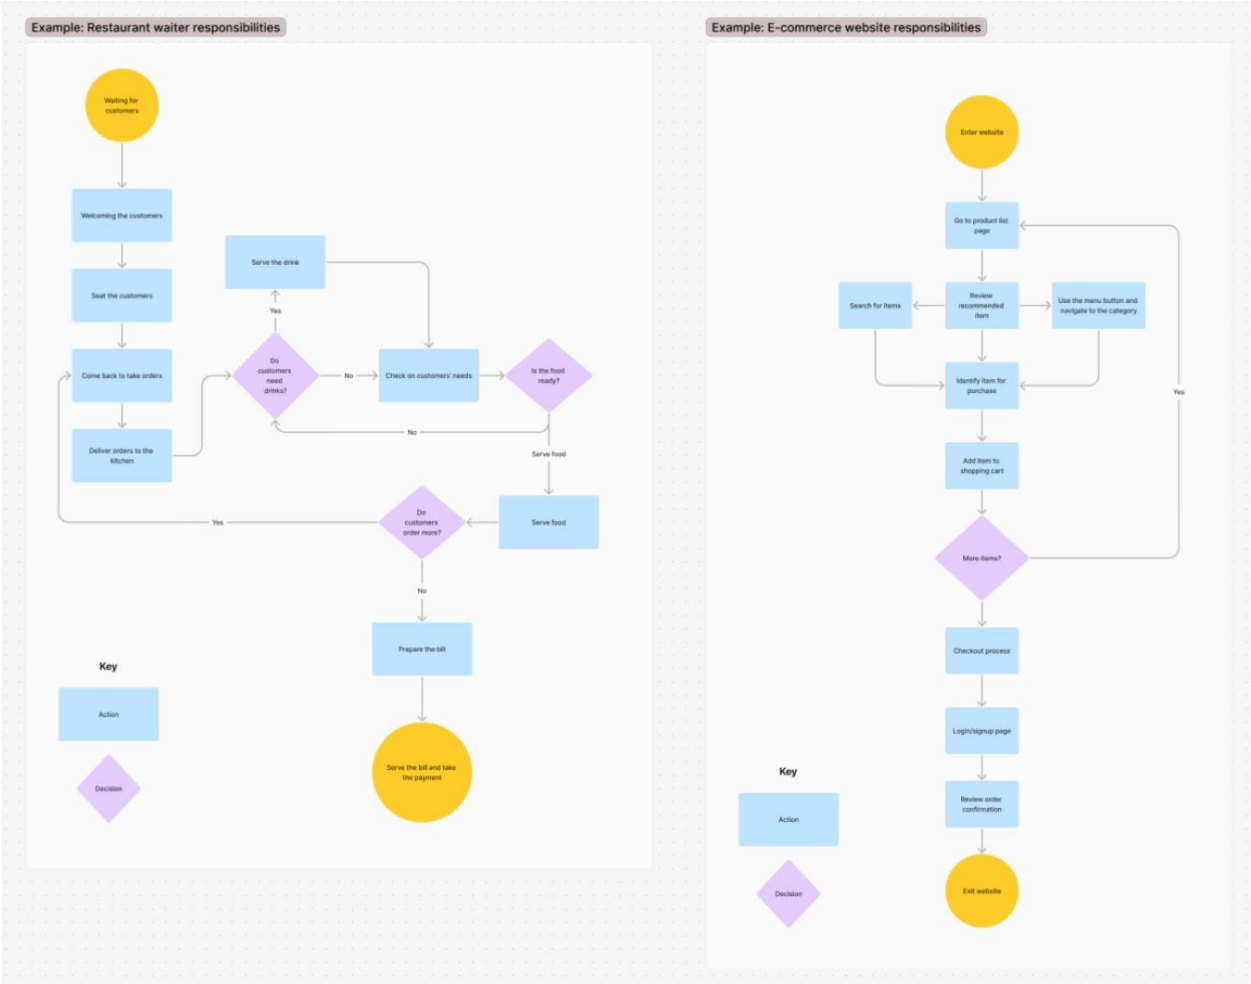 Example: Restaurant waiter responsibilities
Waiting for
customers
Welcoming the customers
Seat the customers
Come back to take orders
Deliver orders to the
kitchen
Serve the drink
Yes
Do
customers
need
drinks?
No
Check on customers' needs
Is the food
ready?
No
Serve food
Serve food
Do
customers
order more?
Yes
No
Prepare the bill
Serve the bill and take
the payment
Key
Action
Decision
Example: E-commerce website responsibilities
Enter website
Go to product list
page
Search for items
Review
recommended
item
Use the menu button and
navigate to the category
Identify item for
purchase
Yes
Add item to
shopping cart
More items?
Checkout process
Login/signup page
Review order
confirmation
Exit website
Key
Action
Decision